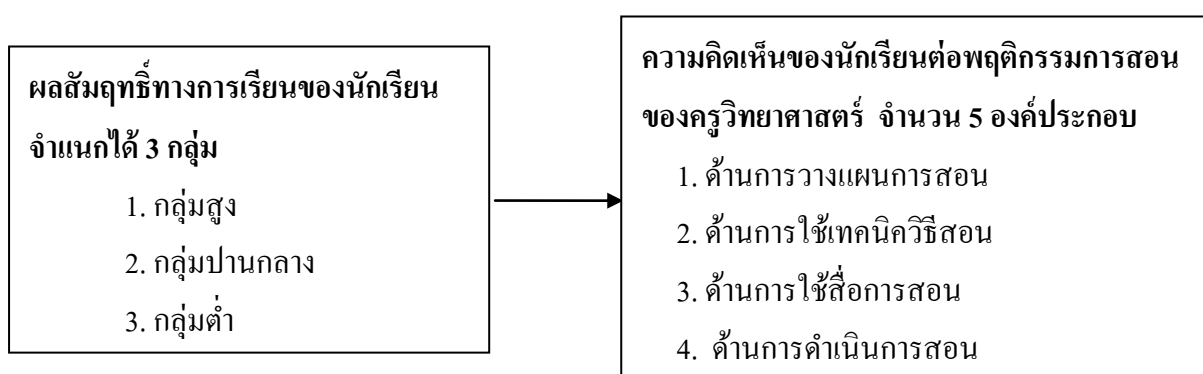 ผลสัมฤทธิ์ทางการเรียนของนักเรียน
จำแนกได้ 3 กลุ่ม
1. กลุ่มสูง
2. กลุ่มปานกลาง
3. กลุ่มต่ำ
ความคิดเห็นของนักเรียนต่อพฤติกรรมการสอน
ของครูวิทยาศาสตร์ จำนวน 5 องค์ประกอบ
1. ด้านการวางแผนการสอน
2. ด้านการใช้เทคนิควิธีสอน
3. ด้านการใช้สื่อการสอน
4. ด้านการดำเนินการสอน